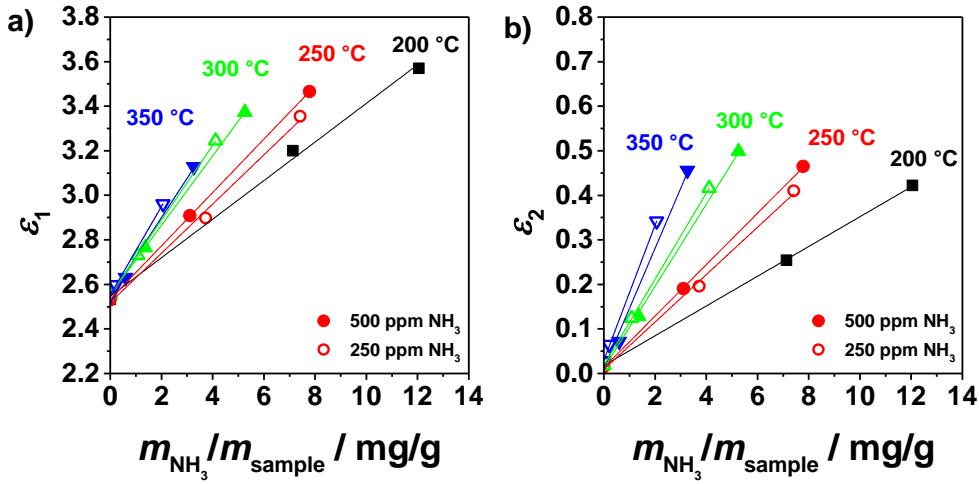 a)
ε1
3.6
3.4
3.2
3.0
2.8
2.6
2.4
2.2
350 °C
300 °C
250 °C
200 °C
500 ppm NH3
250 ppm NH3
0 2 4 6 8 10 12 14
mNH3/msample / mg/g
b)
ε2
0.8
0.7
0.6
0.5
0.4
0.3
0.2
0.1
0.0
350 °C
300 °C
250 °C
200 °C
500 ppm NH3
250 ppm NH3
0 2 4 6 8 10 12 14
mNH3/msample / mg/g